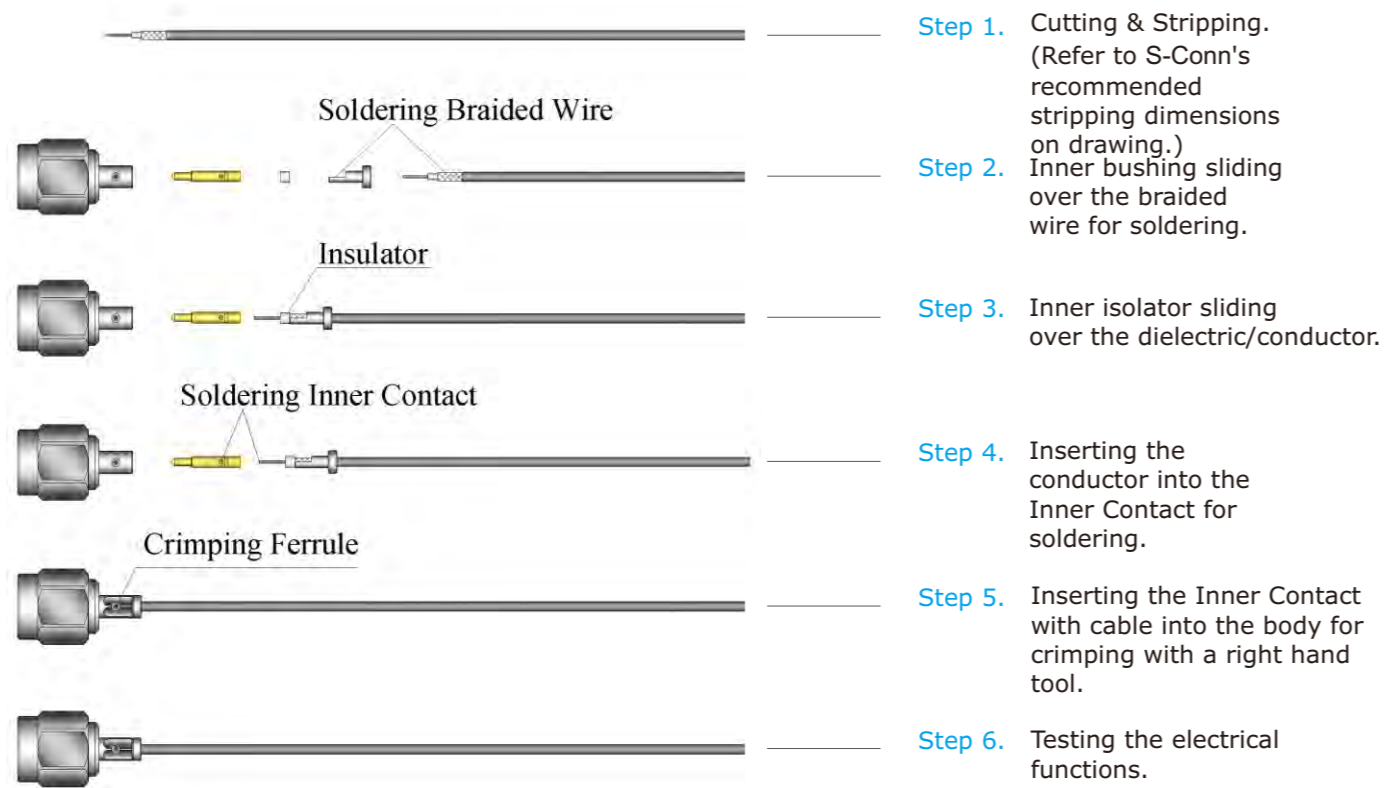 Step 1. Cutting & Stripping.
(Refer to S-Conn's
recommended
stripping dimensions
on drawing.)
Soldering Braided Wire
Step 2. Inner bushing sliding
over the braided
wire for soldering.
Insulator
Step 3. Inner isolator sliding
over the dielectric/conductor.
Soldering Inner Contact
Step 4. Inserting the
conductor into the
Inner Contact for
soldering.
Crimping Ferrule
Step 5. Inserting the Inner Contact
with cable into the body for
crimping with a right hand
tool.
Step 6. Testing the electrical
functions.